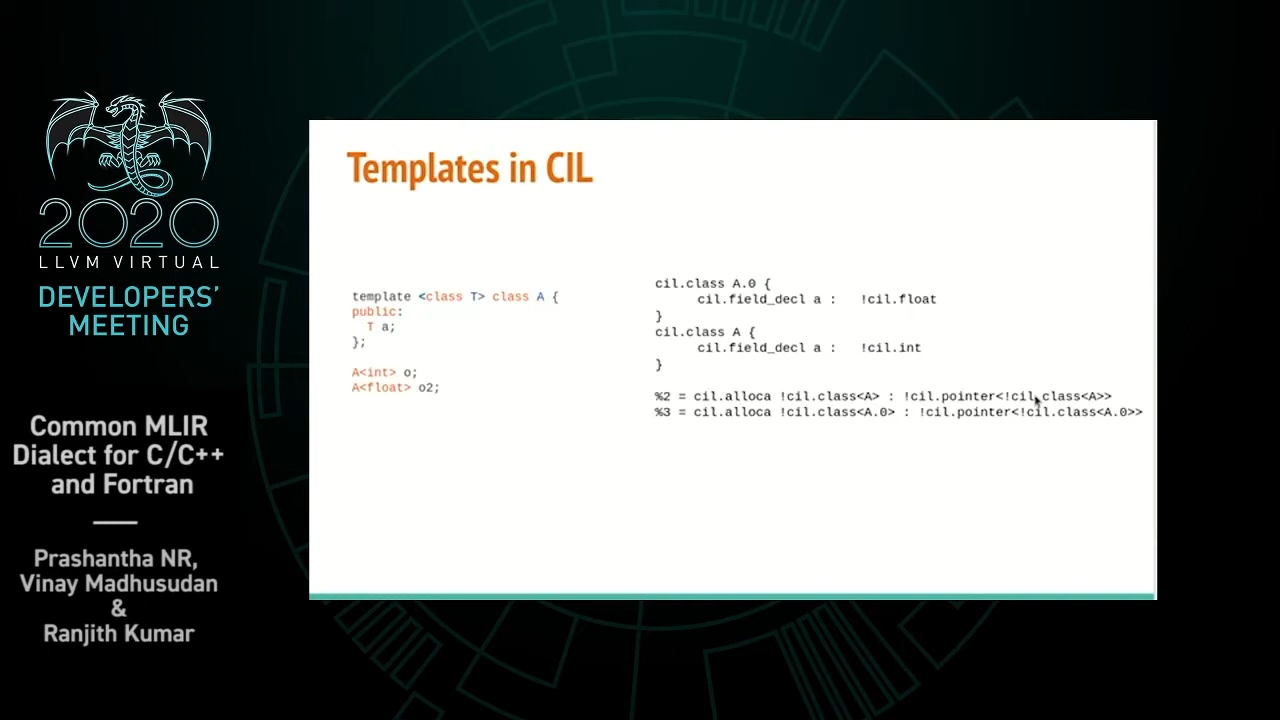 2020
LLVM VIRTUAL
DEVELOPERS'
MEETING
Common MLIR
Dialect for C/C++
and Fortran
Prashantha NR,
Vinay Madhusudan
&
Ranjith Kumar
Templates in CIL
template <class T> class A {
public:
T a;
};
A<int> o;
A<float> o2;
cil.class A.0 {
cil.field_decl a : !cil.float
}
cil.class A {
cil.field_decl a : !cil.int
}
%2 = cil.alloca !cil.class<A> : !cil.pointer<!cil.class<A>>
%3 = cil.alloca !cil.class<A.0> : !cil.pointer<!cil.class<A.0>>